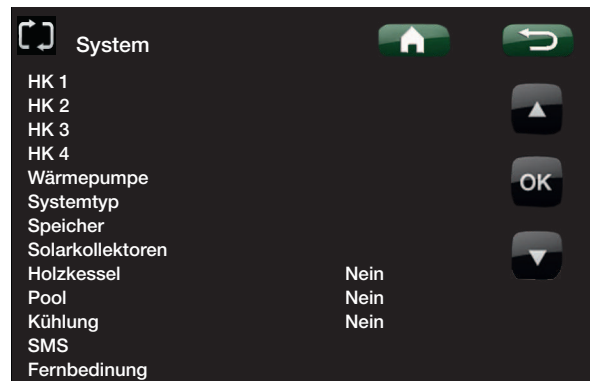 System
HK 1
HK 2
HK 3
HK 4
Wärmepumpe
OK
Systemtyp
Speicher
Solarkollektoren
Holzkessel Nein
Pool Nein
Kühlung Nein
SMS
Fernbedinung